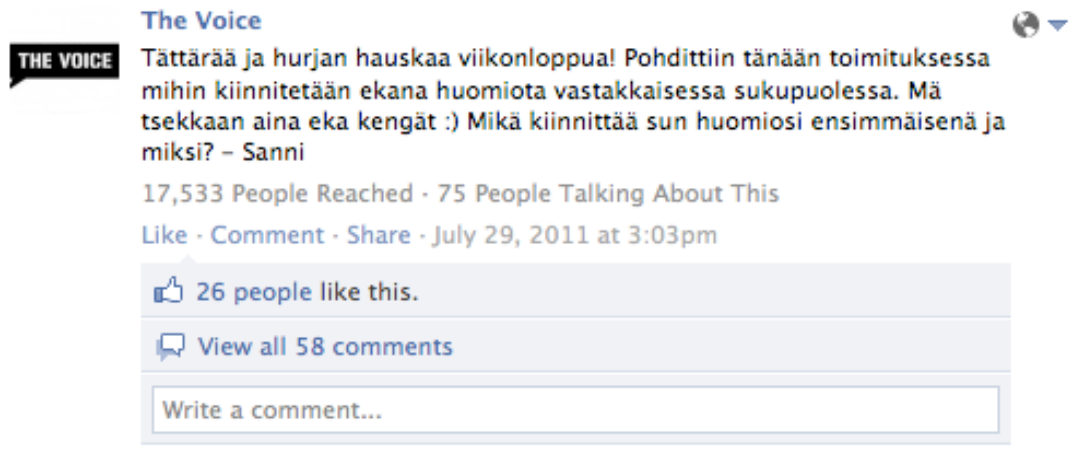 The Voice
THE VOICE
Tättärää ja hurjan hauskaa viikonloppua! Pohdittiin tänään toimituksessa
mihin kiinnitetään ekana huomiota vastakkaisessa sukupuolessa. Mä
tsekkaan aina eka kengät :) Mikä kiinnittää sun huomiosi ensimmäisenä ja
miksi? – Sanni
17,533 People Reached · 75 People Talking About This
Like · Comment · Share · July 29, 2011 at 3:03pm
26 people like this.
View all 58 comments
Write a comment...